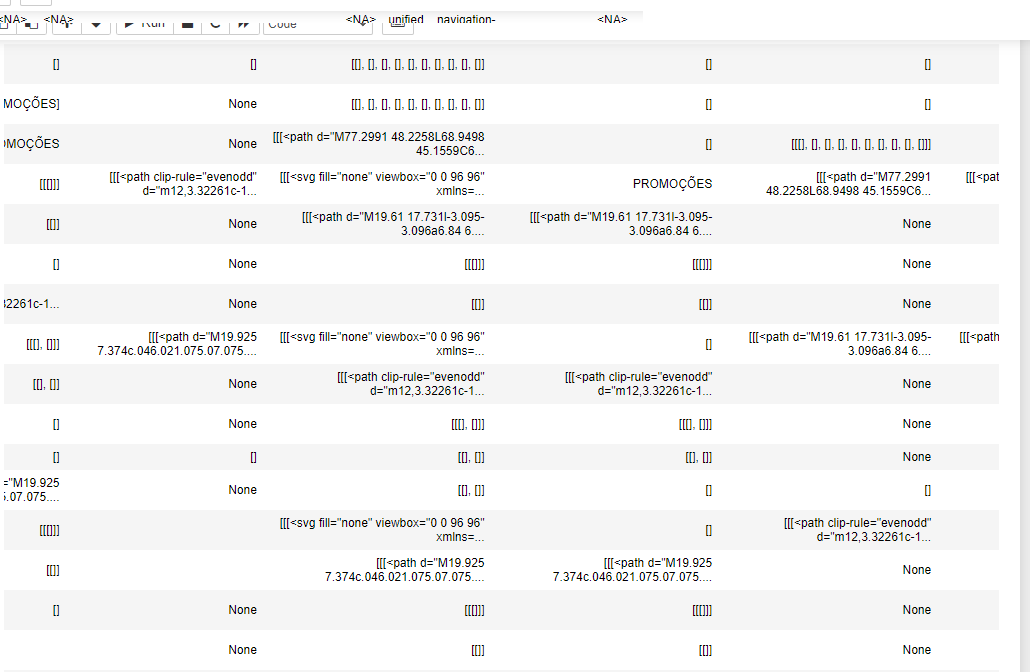 <NA> <NA> <NA> unified navigation- <NA>
Run Code
[] [] [[], [], [], [], [], [], [], [], [], []] [] []
MOÇÕES] None [[], [], [], [], [], [], [], [], [], []] [] []
OMOÇÕES None [[[<path d="M77.2991 48.2258L68.9498 45.1559C6... [] [[[], [], [], [], [], [], [], [], [], []]]
[[[]]] [[[<path clip-rule="evenodd" d="m12,3.32261c-1... [[[<svg fill="none" viewbox="0 0 96 96" xmlns=... PROMOÇÕES [[[<path d="M77.2991 48.2258L68.9498 45.1559C6... [[[<pat
[[]] None [[[<path d="M19.61 17.731l-3.095-3.096a6.84 6.... [[[<path d="M19.61 17.731l-3.095-3.096a6.84 6.... None
[] None [[[]]] [[[]]] None
32261c-1... None [[]] [[]] None
[[[], []]] [[[<path d="M19.925 7.374c.046.021.075.07.075.... [[[<svg fill="none" viewbox="0 0 96 96" xmlns=... [] [[[<path d="M19.61 17.731l-3.095-3.096a6.84 6.... [[[<path
[[], []] None [[[<path clip-rule="evenodd" d="m12,3.32261c-1... [[[<path clip-rule="evenodd" d="m12,3.32261c-1... None
[] None [[[], []]] [[[], []]] None
[] [] [[], []] [[], []] None
="M19.925 5.07.075.... None [[], []] [] []
[[[]]] [[[<svg fill="none" viewbox="0 0 96 96" xmlns=... [] [[[<path clip-rule="evenodd" d="m12,3.32261c-1...
[[]] [[[<path d="M19.925 7.374c.046.021.075.07.075.... [[[<path d="M19.925 7.374c.046.021.075.07.075.... None
[] None [[[]]] [[[]]] None
None [[]] [[]] None